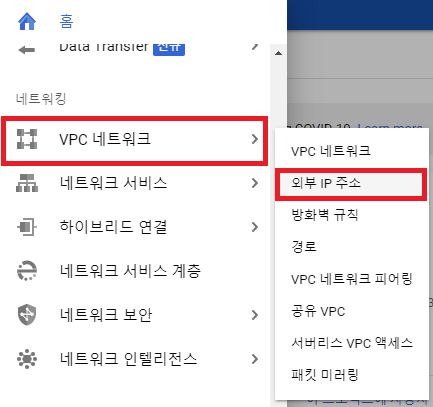 홈
Data Transfer 신규
네트워킹
VPC 네트워크
네트워크 서비스
하이브리드 연결
네트워크 서비스 계층
네트워크 보안
네트워크 인텔리전스
COVID-19. Learn more
VPC 네트워크
외부 IP 주소
방화벽 규칙
경로
VPC 네트워크 피어링
공유 VPC
서버리스 VPC 액세스
패킷 미러링